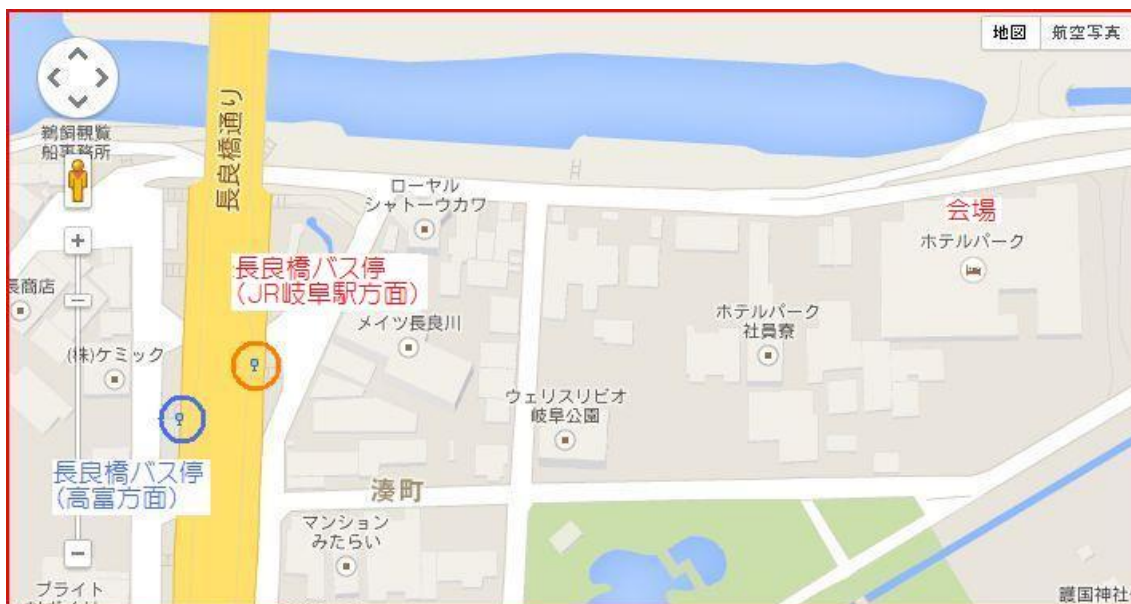 地図
航空写真
鵜飼観覧
船事務所
長良橋通り
ローヤル
シャトーウカワ
会場
ホテルパーク
長良橋バス停
(JR岐阜駅方面)
長商店
メイツ長良川
ホテルパーク
社員寮
(株)ケミック
ウェリスリビオ
岐阜公園
長良橋バス停
(高富方面)
湊町
マンション
みたらい
ブライト
護国神社